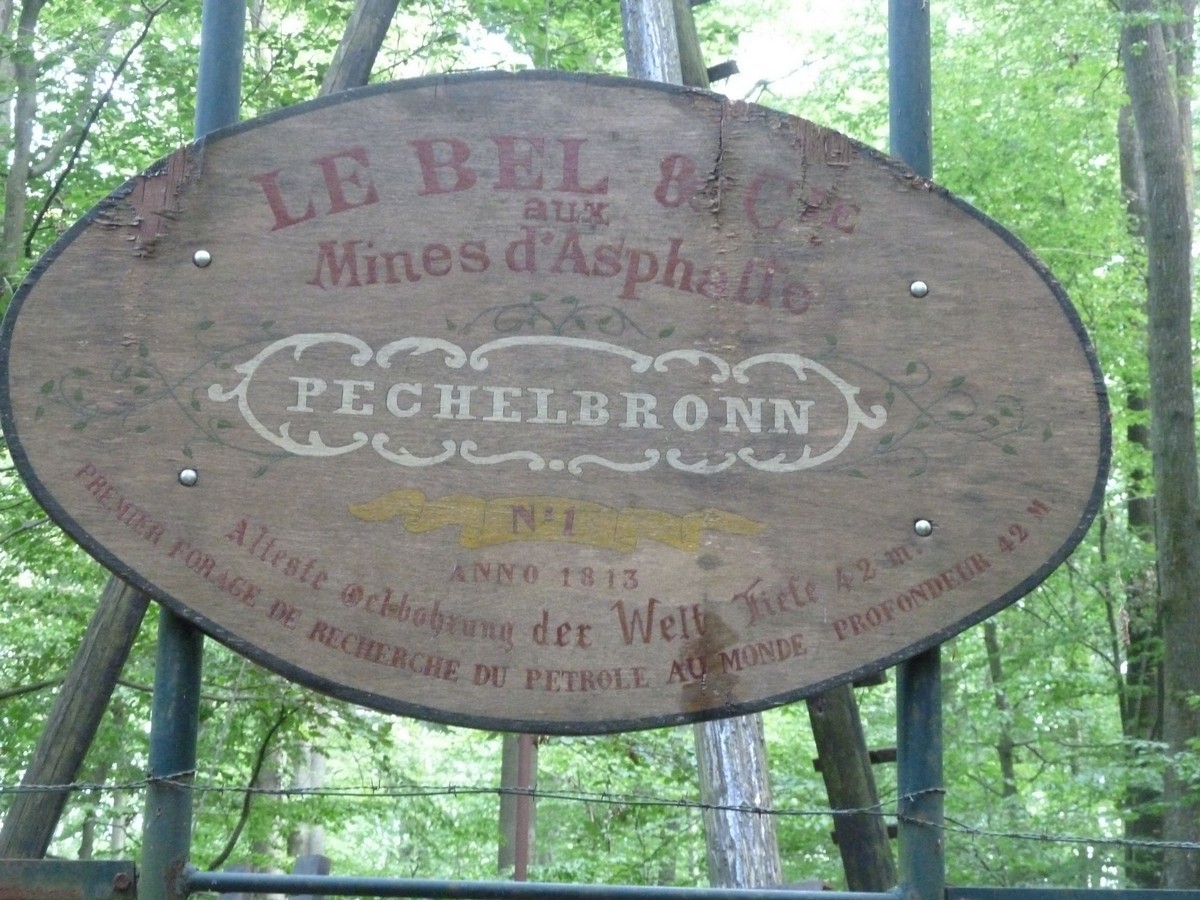 LE BEL & Cie
aux
Mines d'Asphalte
PECHELBRONN
No 1
ANNO 1813
Älteste Oelbohrung der Welt Tiefe 42 m.
PREMIER FORAGE DE RECHERCHE DU PETROLE AU MONDE PROFONDEUR 42 M.